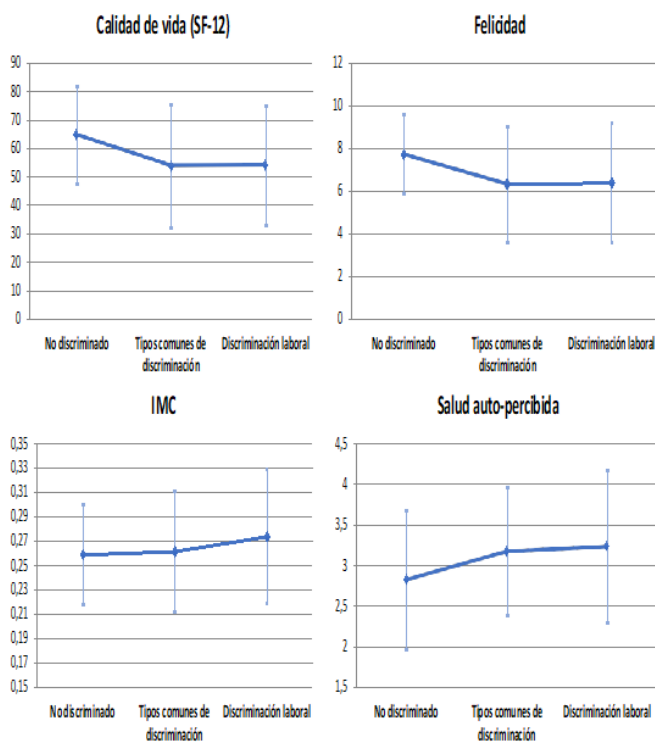 Calidad de vida (SF-12)
90
80
70
60
50
40
30
20
10
0
No discriminado
Tipos comunes de
discriminación
Discriminación laboral
Felicidad
12
10
8
6
4
2
0
No discriminado
Tipos comunes de
discriminación
Discriminación laboral
IMC
0,35
0,33
0,31
0,29
0,27
0,25
0,23
0,21
0,19
0,17
0,15
No discriminado
Tipos comunes de
discriminación
Discriminación laboral
Salud auto-percibida
4,5
4
3,5
3
2,5
2
1,5
No discriminado
Tipos comunes de
discriminación
Discriminación laboral